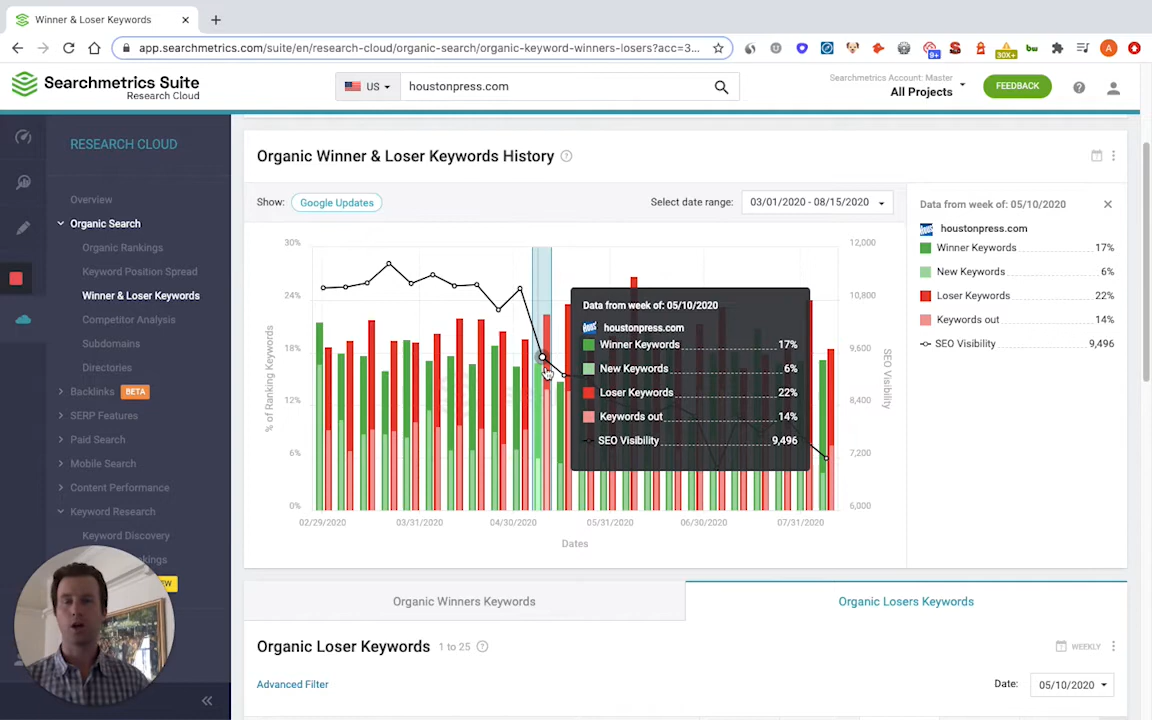 Winner & Loser Keywords
app.searchmetrics.com/suite/en/research-cloud/organic-search/organic-keyword-winners-losers?acc=3...
9+
30K+
bw
A
Searchmetrics Suite
Research Cloud
US
houstonpress.com
Searchmetrics Account: Master
All Projects
FEEDBACK
RESEARCH CLOUD
Overview
Organic Search
Organic Rankings
Keyword Position Spread
Winner & Loser Keywords
Competitor Analysis
Subdomains
Directories
Backlinks BETA
SERP Features
Paid Search
Mobile Search
Content Performance
Keyword Research
Keyword Discovery
Organic Winner & Loser Keywords History
Show: Google Updates
Select date range: 03/01/2020 - 08/15/2020
30%
24%
18%
12%
6%
0%
% of Ranking Keywords
12,000
10,800
9,600
8,400
7,200
6,000
SEO Visibility
02/29/2020
03/31/2020
04/30/2020
05/31/2020
06/30/2020
07/31/2020
Dates
Data from week of: 05/10/2020
houstonpress.com
Winner Keywords 17%
New Keywords 6%
Loser Keywords 22%
Keywords out 14%
SEO Visibility 9,496
Data from week of: 05/10/2020
houstonpress.com
Winner Keywords 17%
New Keywords 6%
Loser Keywords 22%
Keywords out 14%
SEO Visibility 9,496
Organic Winners Keywords
Organic Losers Keywords
Organic Loser Keywords 1 to 25
WEEKLY
Advanced Filter
Date: 05/10/2020